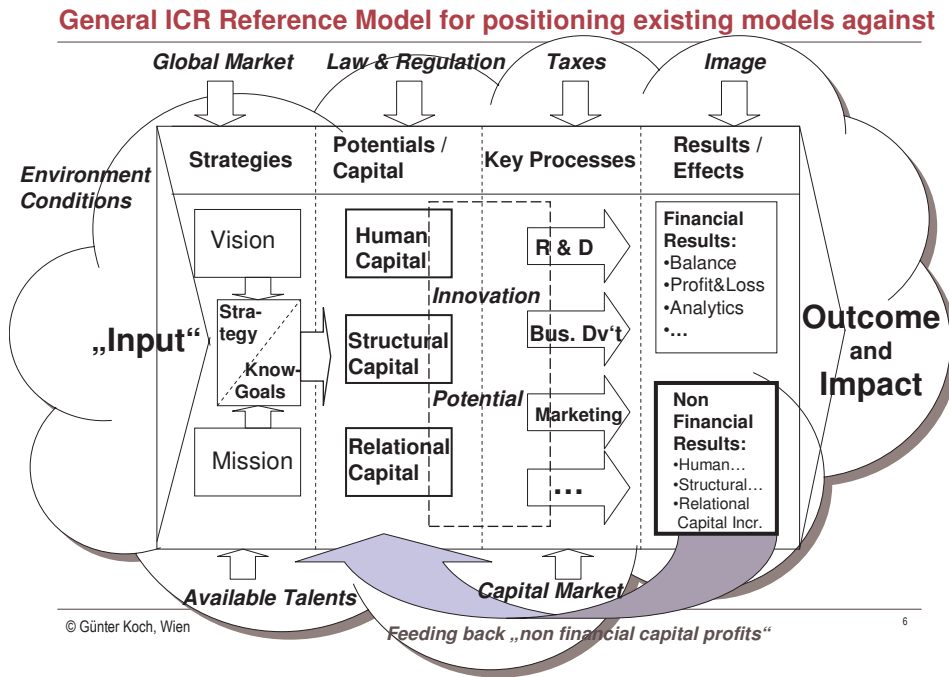 General ICR Reference Model for positioning existing models against
Global Market
Law & Regulation
Taxes
Image
Environment
Conditions
Strategies
Potentials /
Capital
Key Processes
Results /
Effects
„Input“
Vision
Stra-
tegy
Know-
Goals
Mission
Human
Capital
Structural
Capital
Relational
Capital
Innovation
Potential
R & D
Bus. Dv‘t
Marketing
...
Financial
Results:
•Balance
•Profit&Loss
•Analytics
•...
Non
Financial
Results:
•Human...
•Structural...
•Relational
Capital Incr.
Outcome
and
Impact
Available Talents
Capital Market
Feeding back „non financial capital profits“
© Günter Koch, Wien
6